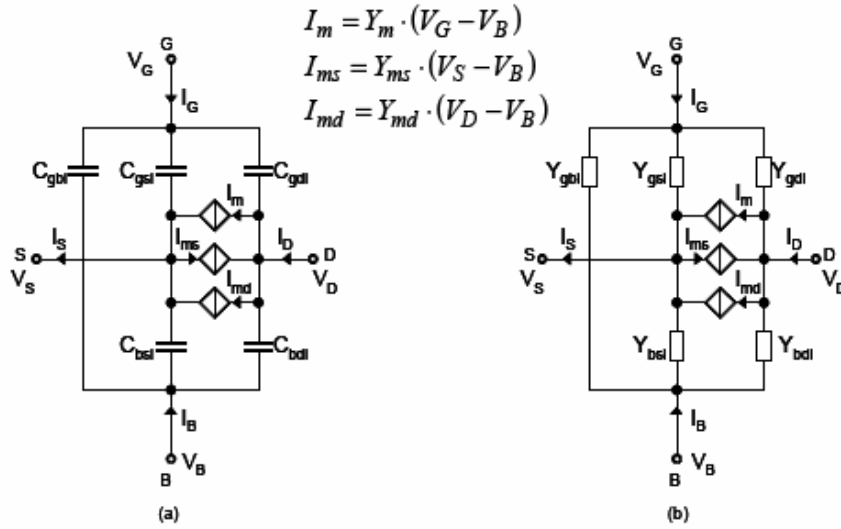 I_m = Y_m · (V_G − V_B)
I_ms = Y_ms · (V_S − V_B)
I_md = Y_md · (V_D − V_B)
G
V_G
I_G
C_gbi C_gsi C_gdi
I_m
S I_S I_ms I_D D
V_S V_D
I_md
C_bsi C_bdi
I_B
V_B
B
(a)
G
V_G
I_G
Y_gbi Y_gsi Y_gdi
I_m
S I_S I_ms I_D D
V_S V_D
I_md
Y_bsi Y_bdi
I_B
V_B
B
(b)